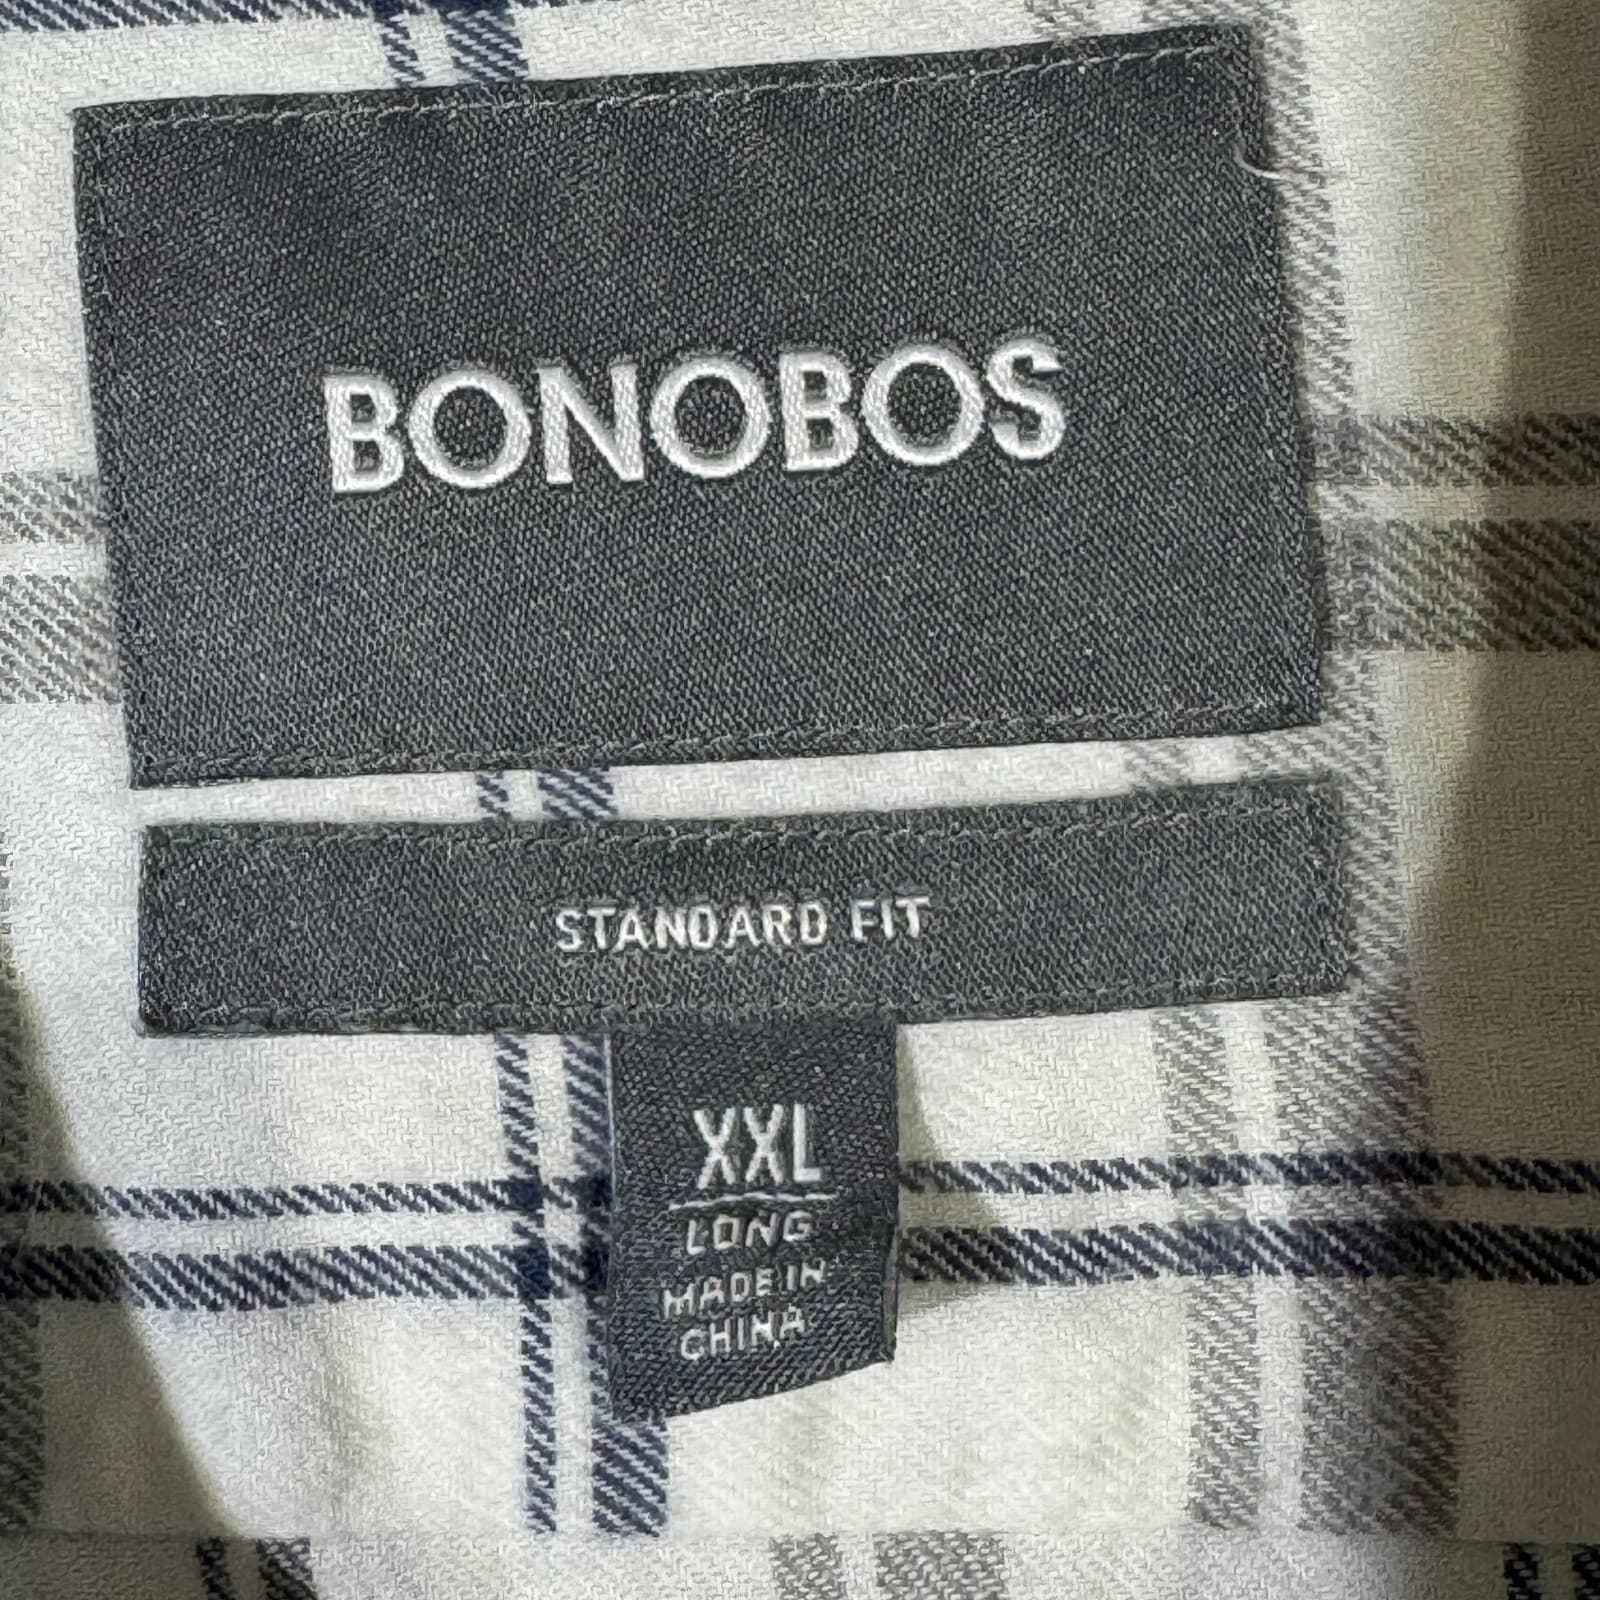 BONOBOS
STANDARD FIT
XXL
LONG
MADE IN
CHINA